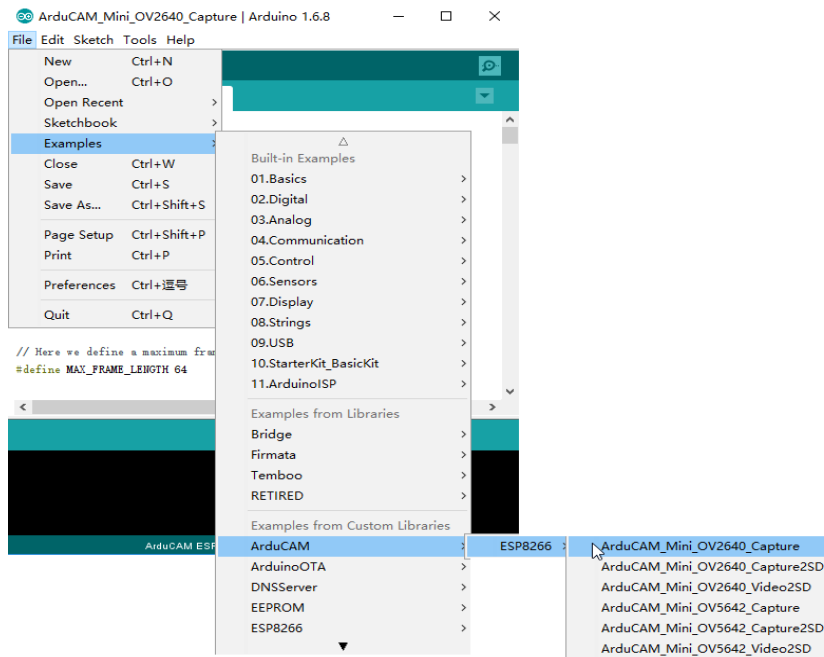 ArduCAM_Mini_OV2640_Capture | Arduino 1.6.8
File Edit Sketch Tools Help
New Ctrl+N
Open... Ctrl+O
Open Recent
Sketchbook
Examples
Close Ctrl+W
Save Ctrl+S
Save As... Ctrl+Shift+S
Page Setup Ctrl+Shift+P
Print Ctrl+P
Preferences Ctrl+逗号
Quit Ctrl+Q
// Here we define a maximum
#define MAX_FRAME_LENGTH 64
ArduCAM
Built-in Examples
01.Basics
02.Digital
03.Analog
04.Communication
05.Control
06.Sensors
07.Display
08.Strings
09.USB
10.StarterKit_BasicKit
11.ArduinoISP
Examples from Libraries
Bridge
Firmata
Temboo
RETIRED
Examples from Custom Libraries
ArduCAM
ArduinoOTA
DNSServer
EEPROM
ESP8266
ESP8266
ArduCAM_Mini_OV2640_Capture
ArduCAM_Mini_OV2640_Capture2SD
ArduCAM_Mini_OV2640_Video2SD
ArduCAM_Mini_OV5642_Capture
ArduCAM_Mini_OV5642_Capture2SD
ArduCAM_Mini_OV5642_Video2SD